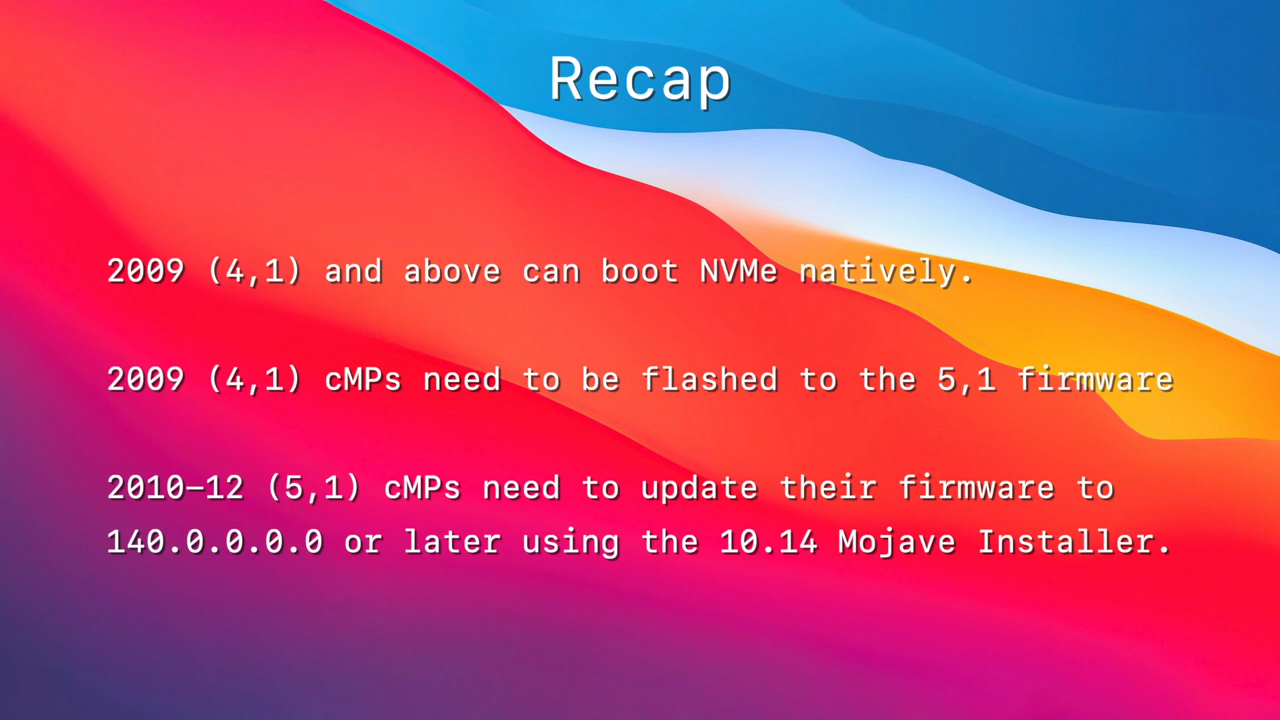 Recap
2009 (4,1) and above can boot NVMe natively.
2009 (4,1) cMPs need to be flashed to the 5,1 firmware
2010–12 (5,1) cMPs need to update their firmware to
140.0.0.0.0 or later using the 10.14 Mojave Installer.